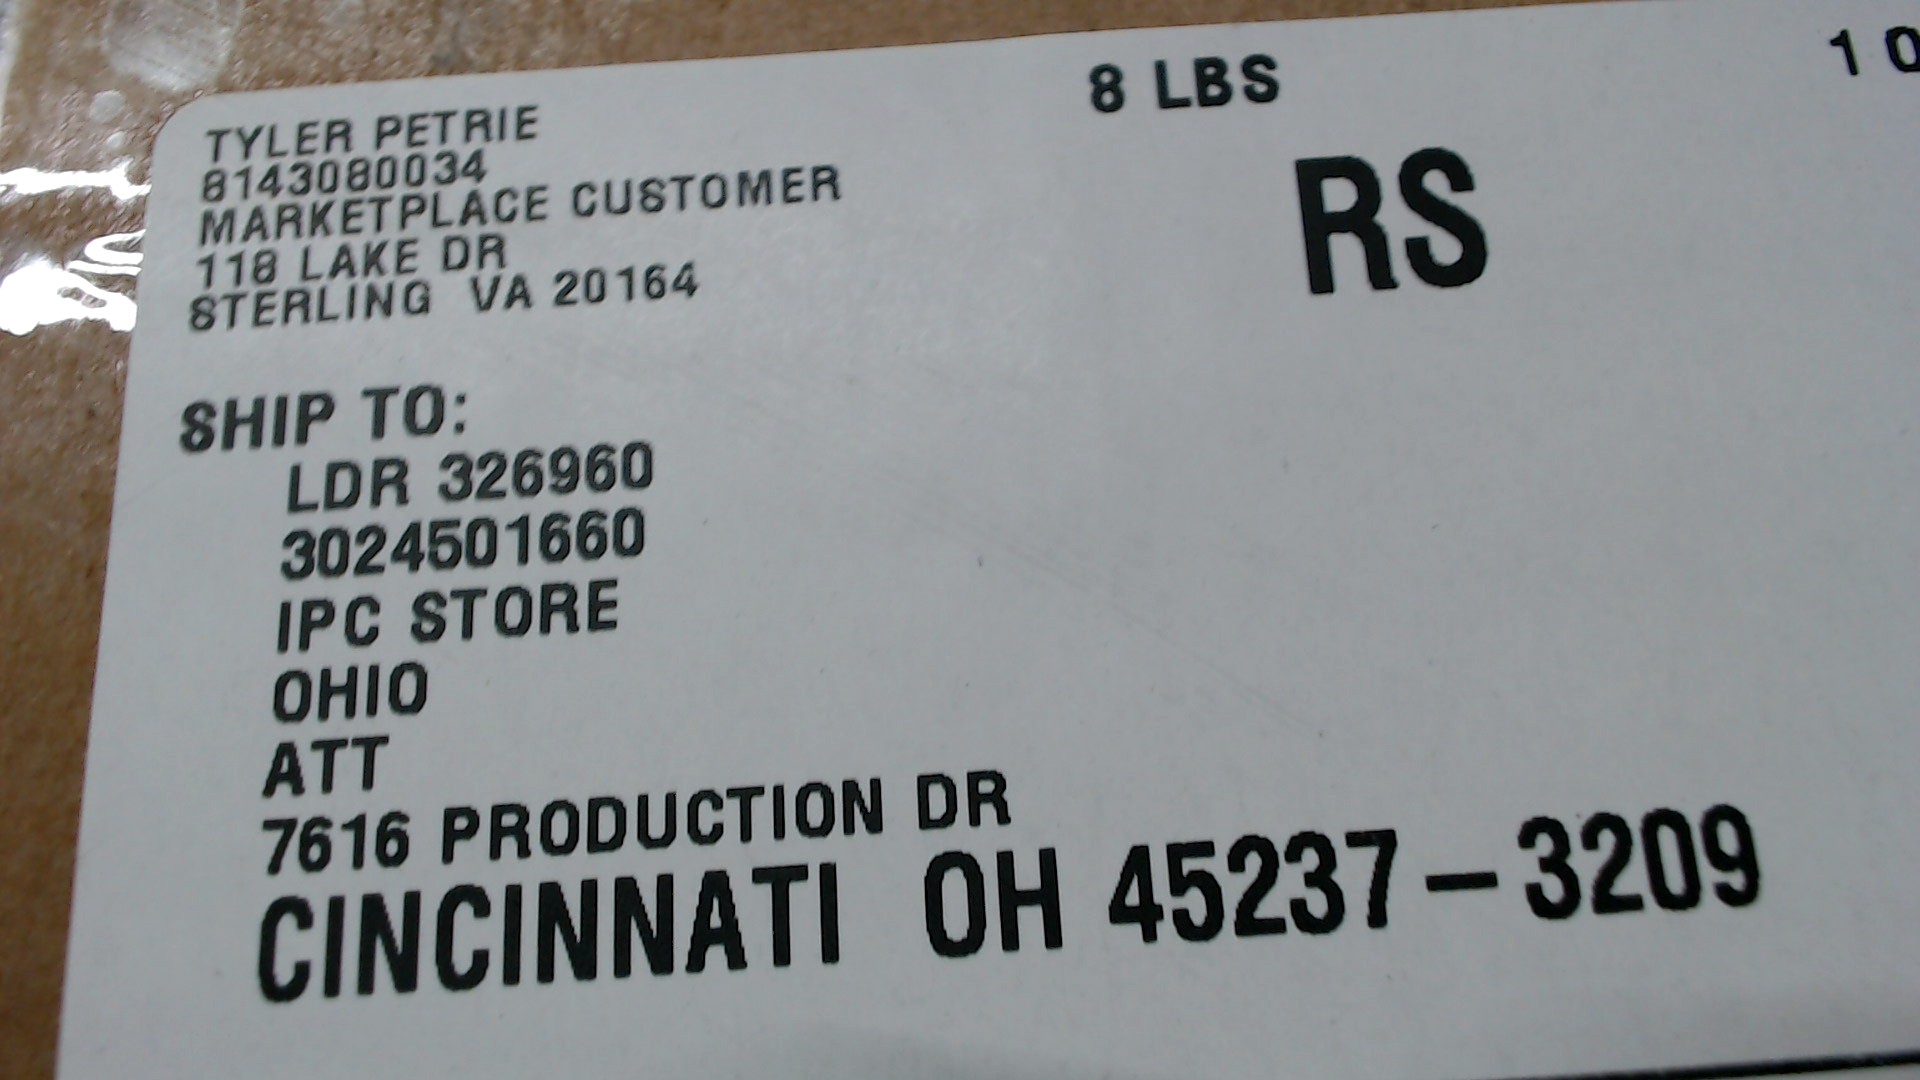 TYLER PETRIE
8143080034
MARKETPLACE CUSTOMER
118 LAKE DR
STERLING VA 20164
8 LBS
1 O
RS
SHIP TO:
LDR 326960
3024501660
IPC STORE
OHIO
ATT
7616 PRODUCTION DR
CINCINNATI OH 45237-3209